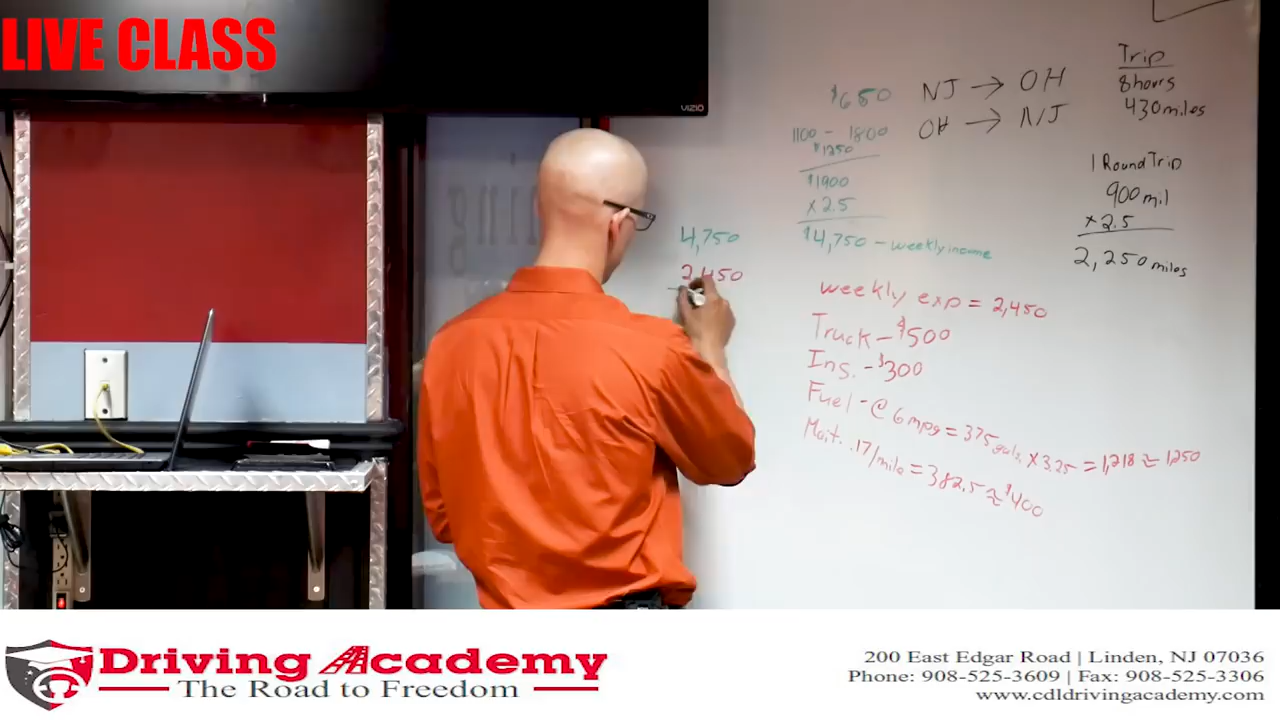 LIVE CLASS
VIZIO
$650
1100 - 1800
$1250
$1900
x 2.5
$4,750 - weekly income
NJ → OH
OH → NJ
Trip
8 hours
430 miles
1 Round Trip
900 mil
x 2.5
2,250 miles
4,750
2,450
weekly exp = 2,450
Truck - $500
Ins. - $300
Fuel - @ 6 mpg = 375 gals. x 3.25 = 1,218 ≈ 1250
Mait. .17/mile = 382.5 ≈ $400
Driving Academy
The Road to Freedom
200 East Edgar Road | Linden, NJ 07036
Phone: 908-525-3609 | Fax: 908-525-3306
www.cdldrivingacademy.com